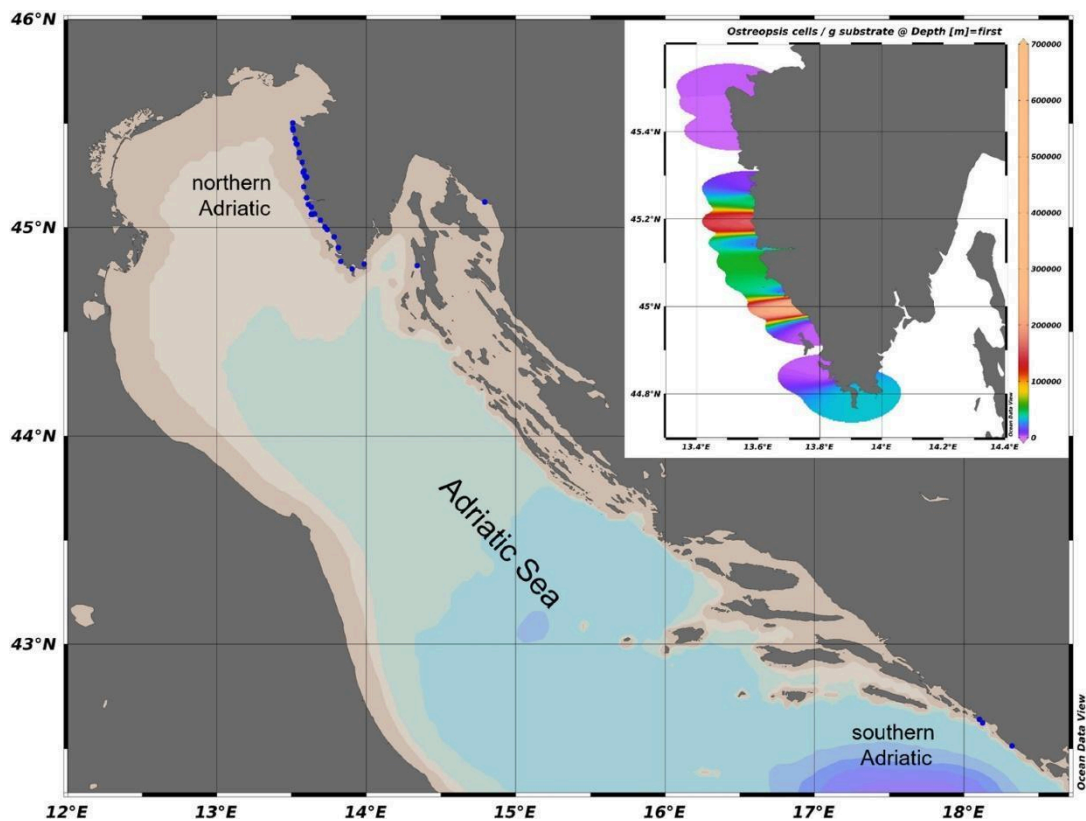 46°N
45°N
44°N
43°N
12°E
13°E
14°E
15°E
16°E
17°E
18°E
northern
Adriatic
Adriatic Sea
southern
Adriatic
Ocean Data View
Ostreopsis cells / g substrate @ Depth [m]=first
45.4°N
45.2°N
45°N
44.8°N
13.4°E
13.6°E
13.8°E
14°E
14.2°E
14.4°E
700000
600000
500000
400000
300000
200000
100000
0
Ocean Data View